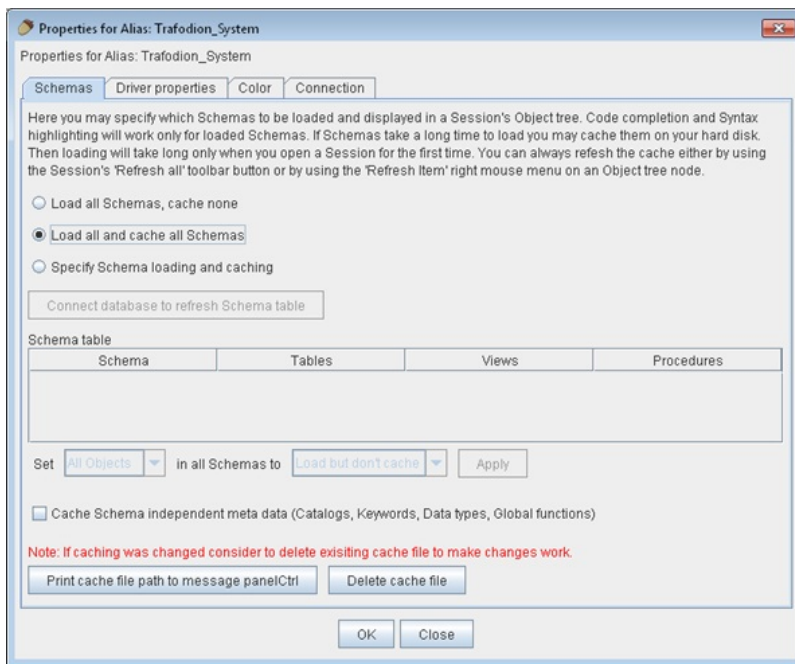 Properties for Alias: Trafodion_System
Properties for Alias: Trafodion_System
Schemas Driver properties Color Connection
Here you may specify which Schemas to be loaded and displayed in a Session's Object tree. Code completion and Syntax
highlighting will work only for loaded Schemas. If Schemas take a long time to load you may cache them on your hard disk.
Then loading will take long only when you open a Session for the first time. You can always refesh the cache either by using
the Session's 'Refresh all' toolbar button or by using the 'Refresh Item' right mouse menu on an Object tree node.
Load all Schemas, cache none
Load all and cache all Schemas
Specify Schema loading and caching
Connect database to refresh Schema table
Schema table
Schema Tables Views Procedures
Set All Objects in all Schemas to Load but don't cache Apply
Cache Schema independent meta data (Catalogs, Keywords, Data types, Global functions)
Note: If caching was changed consider to delete exisiting cache file to make changes work.
Print cache file path to message panelCtrl Delete cache file
OK Close